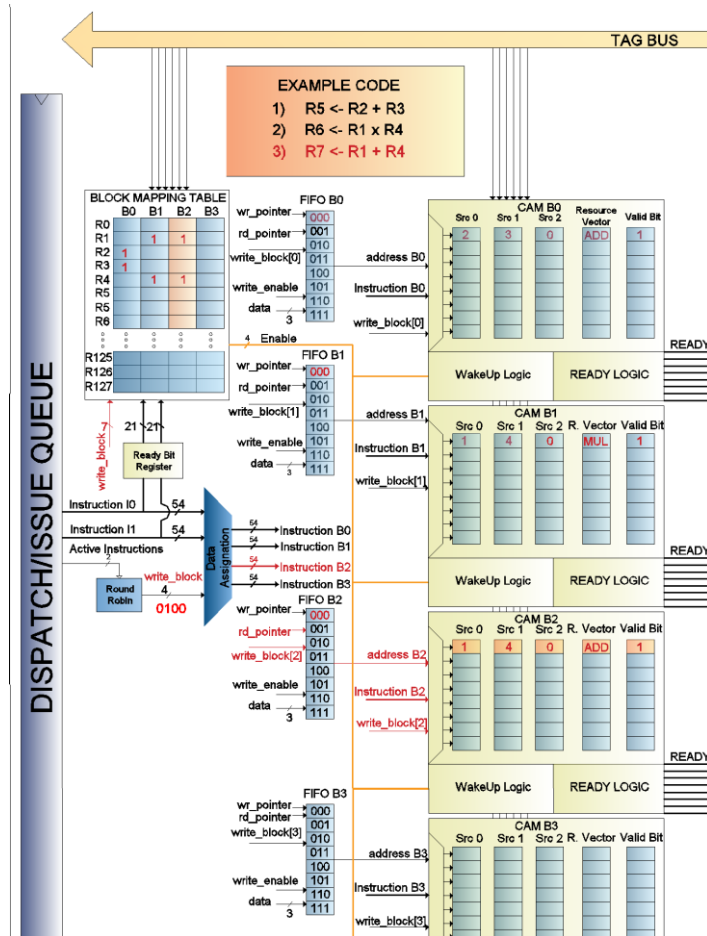 TAG BUS
EXAMPLE CODE
1) R5 <- R2 + R3
2) R6 <- R1 x R4
3) R7 <- R1 + R4
DISPATCH/ISSUE QUEUE
BLOCK MAPPING TABLE
B0 B1 B2 B3
R0
R1 1 1
R2 1
R3 1
R4 1 1
R5
R5
R6
R125
R126
R127
write_block
7
21 21
Ready Bit
Register
4 Enable
Instruction I0 54
Instruction I1 54
Active Instructions
2
Round
Robin
write_block
4
0100
Data
Assignation
54 Instruction B0
54 Instruction B1
54 Instruction B2
54 Instruction B3
FIFO B0
wr_pointer
rd_pointer
write_block[0]
write_enable
data
3
000
001
010
011
100
101
110
111
FIFO B1
wr_pointer
rd_pointer
write_block[1]
write_enable
data
3
000
001
010
011
100
101
110
111
FIFO B2
wr_pointer
rd_pointer
write_block[2]
write_enable
data
3
000
001
010
011
100
101
110
111
FIFO B3
wr_pointer
rd_pointer
write_block[3]
write_enable
data
3
000
001
010
011
100
101
110
111
CAM B0
Src 0 Src 1 Src 2 Resource Vector Valid Bit
2 3 0 ADD 1
address B0
Instruction B0
write_block[0]
WakeUp Logic READY LOGIC
READY
CAM B1
Src 0 Src 1 Src 2 R. Vector Valid Bit
1 4 0 MUL 1
address B1
Instruction B1
write_block[1]
WakeUp Logic READY LOGIC
CAM B2
Src 0 Src 1 Src 2 R. Vector Valid Bit
1 4 0 ADD 1
address B2
Instruction B2
write_block[2]
WakeUp Logic READY LOGIC
READY
CAM B3
Src 0 Src 1 Src 2 R. Vector Valid Bit
address B3
Instruction B3
write_block[3]